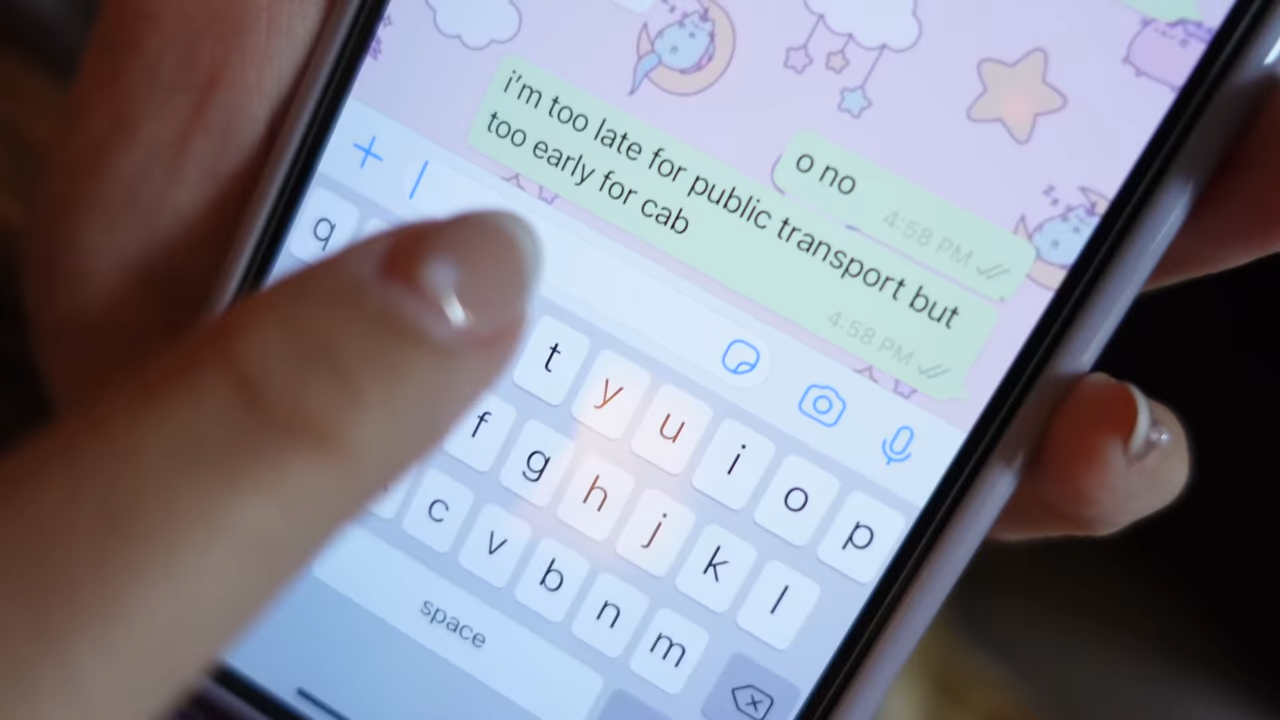 o no
4:58 PM
i'm too late for public transport but
too early for cab
4:58 PM
q
t y u i o p
f g h j k l
c v b n m
space